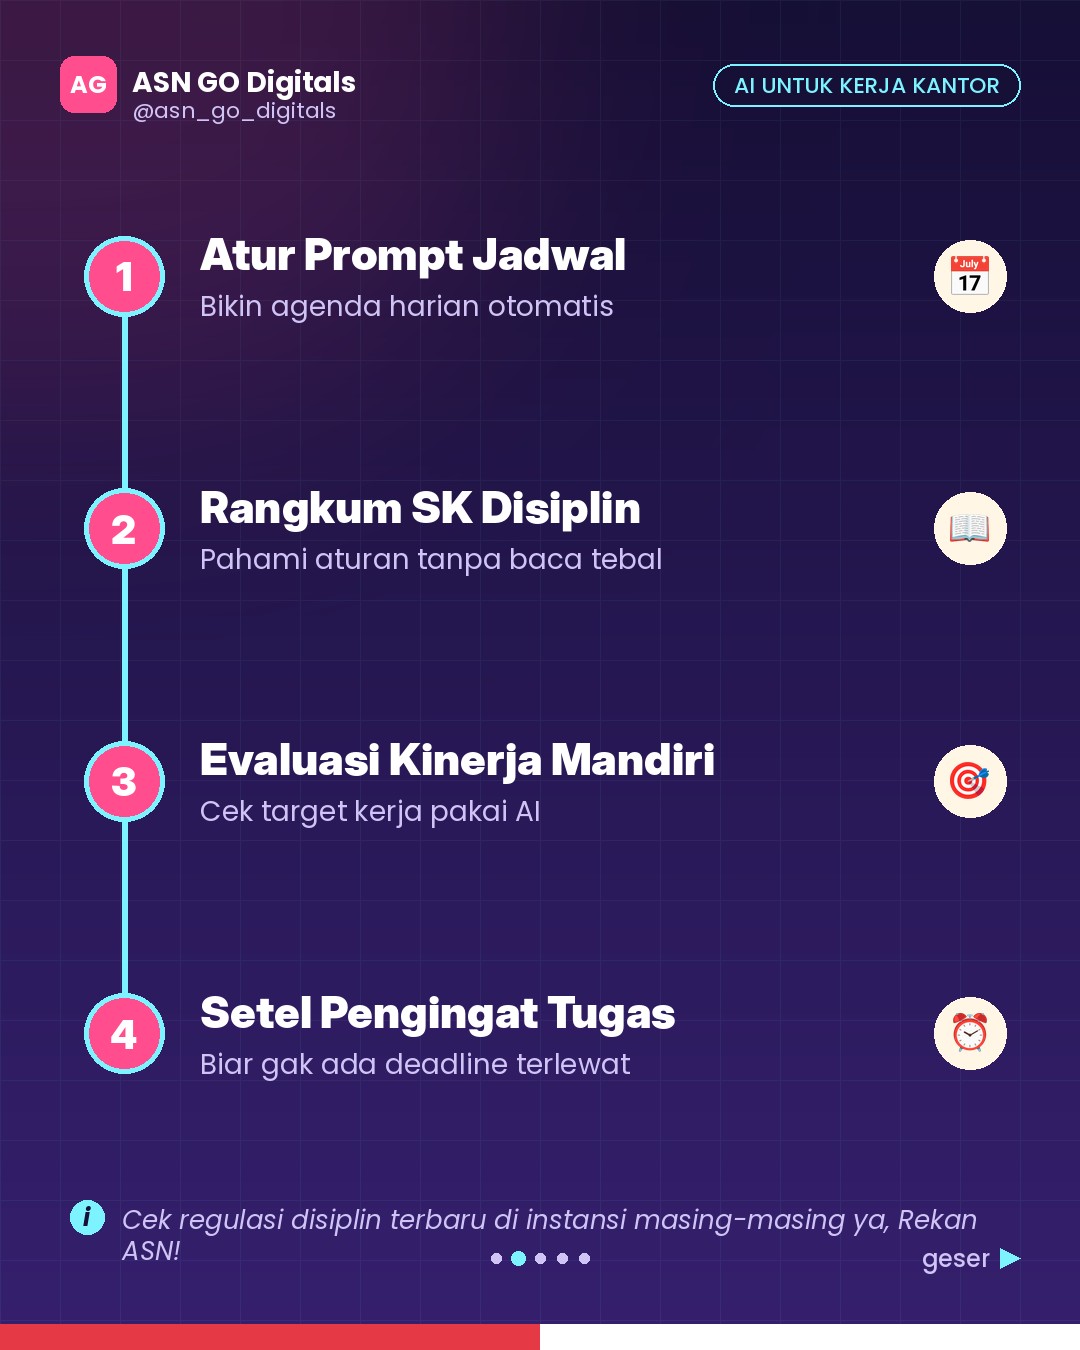 AG
ASN GO Digitals
@asn_go_digitals
AI UNTUK KERJA KANTOR
1
Atur Prompt Jadwal
Bikin agenda harian otomatis
July
17
2
Rangkum SK Disiplin
Pahami aturan tanpa baca tebal
3
Evaluasi Kinerja Mandiri
Cek target kerja pakai AI
4
Setel Pengingat Tugas
Biar gak ada deadline terlewat
i
Cek regulasi disiplin terbaru di instansi masing-masing ya, Rekan
ASN!
geser